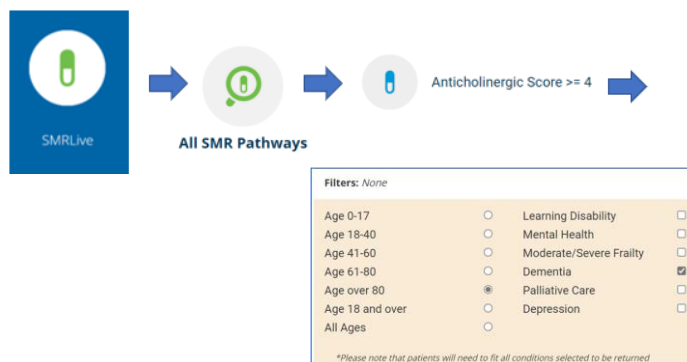 SMRLive
All SMR Pathways
Anticholinergic Score >= 4
Filters: None
Age 0-17
Learning Disability
Age 18-40
Mental Health
Age 41-60
Moderate/Severe Frailty
Age 61-80
Dementia
Age over 80
Palliative Care
Age 18 and over
Depression
All Ages
*Please note that patients will need to fit all conditions selected to be returned